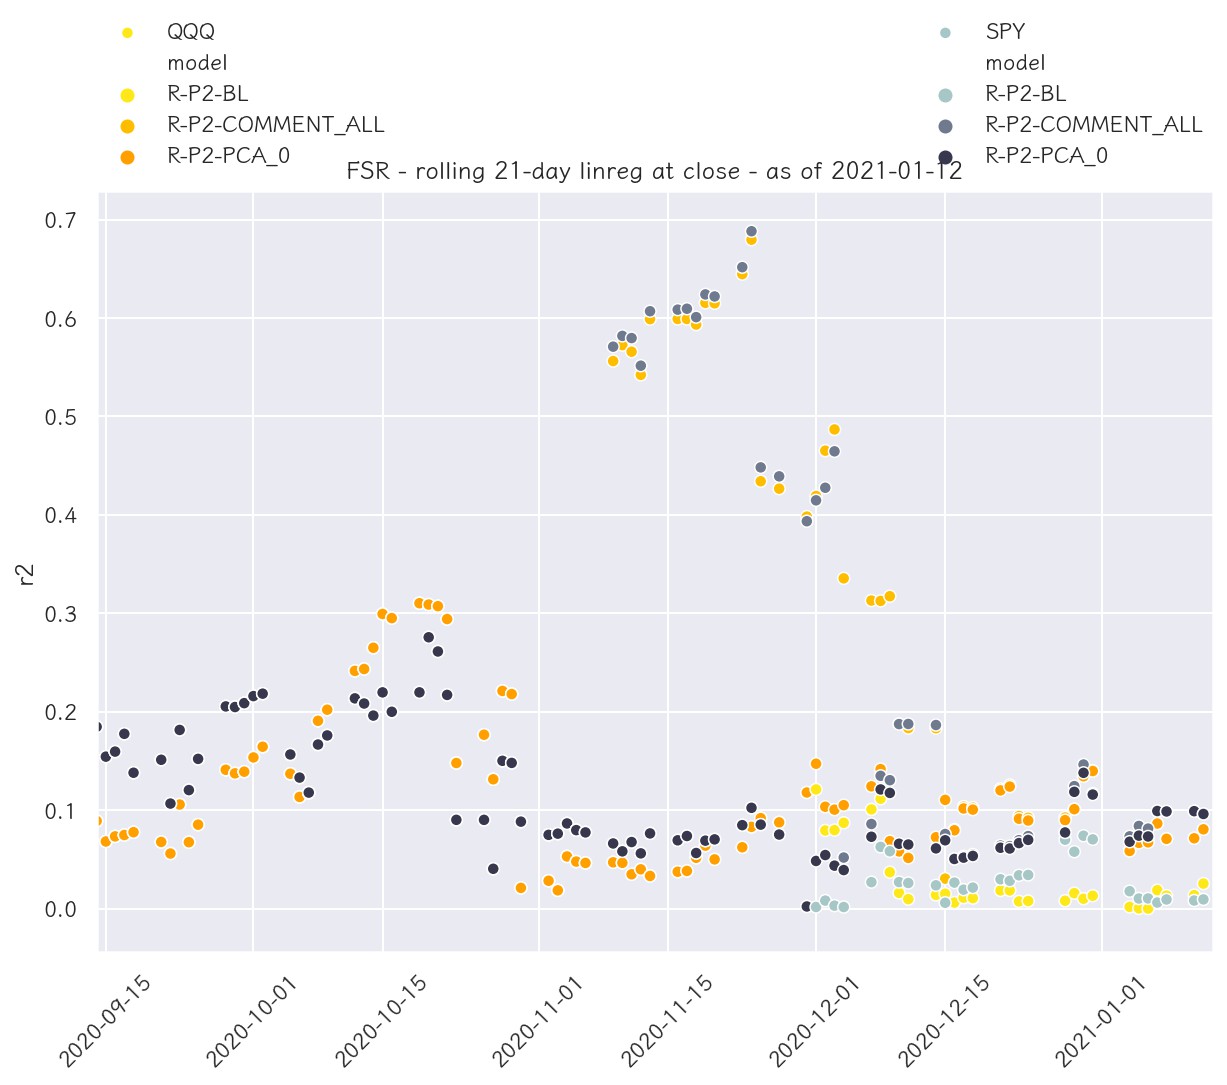 QQQ
model
R-P2-BL
R-P2-COMMENT_ALL
R-P2-PCA_0
SPY
model
R-P2-BL
R-P2-COMMENT_ALL
R-P2-PCA_0
FSR - rolling 21-day linreg at close - as of 2021-01-12
0.7
0.6
0.5
0.4
0.3
0.2
0.1
0.0
r2
2020-09-15
2020-10-01
2020-10-15
2020-11-01
2020-11-15
2020-12-01
2020-12-15
2021-01-01